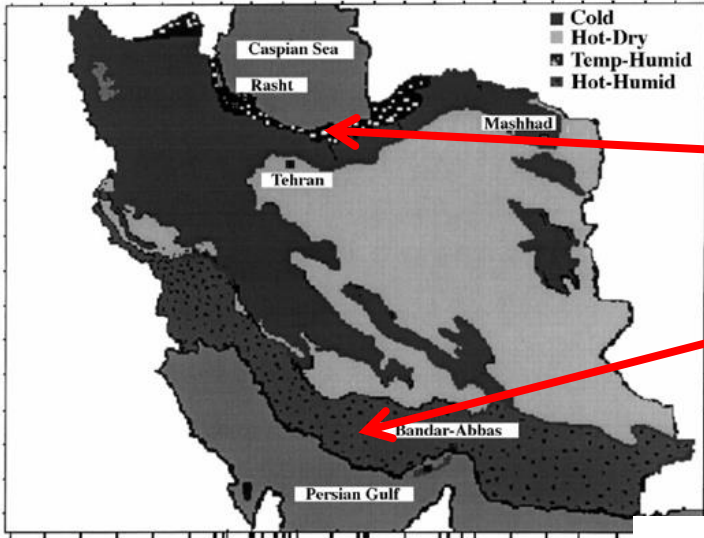 Caspian Sea
Rasht
Cold
Hot-Dry
Temp-Humid
Hot-Humid
Mashhad
Tehran
Bandar-Abbas
Persian Gulf